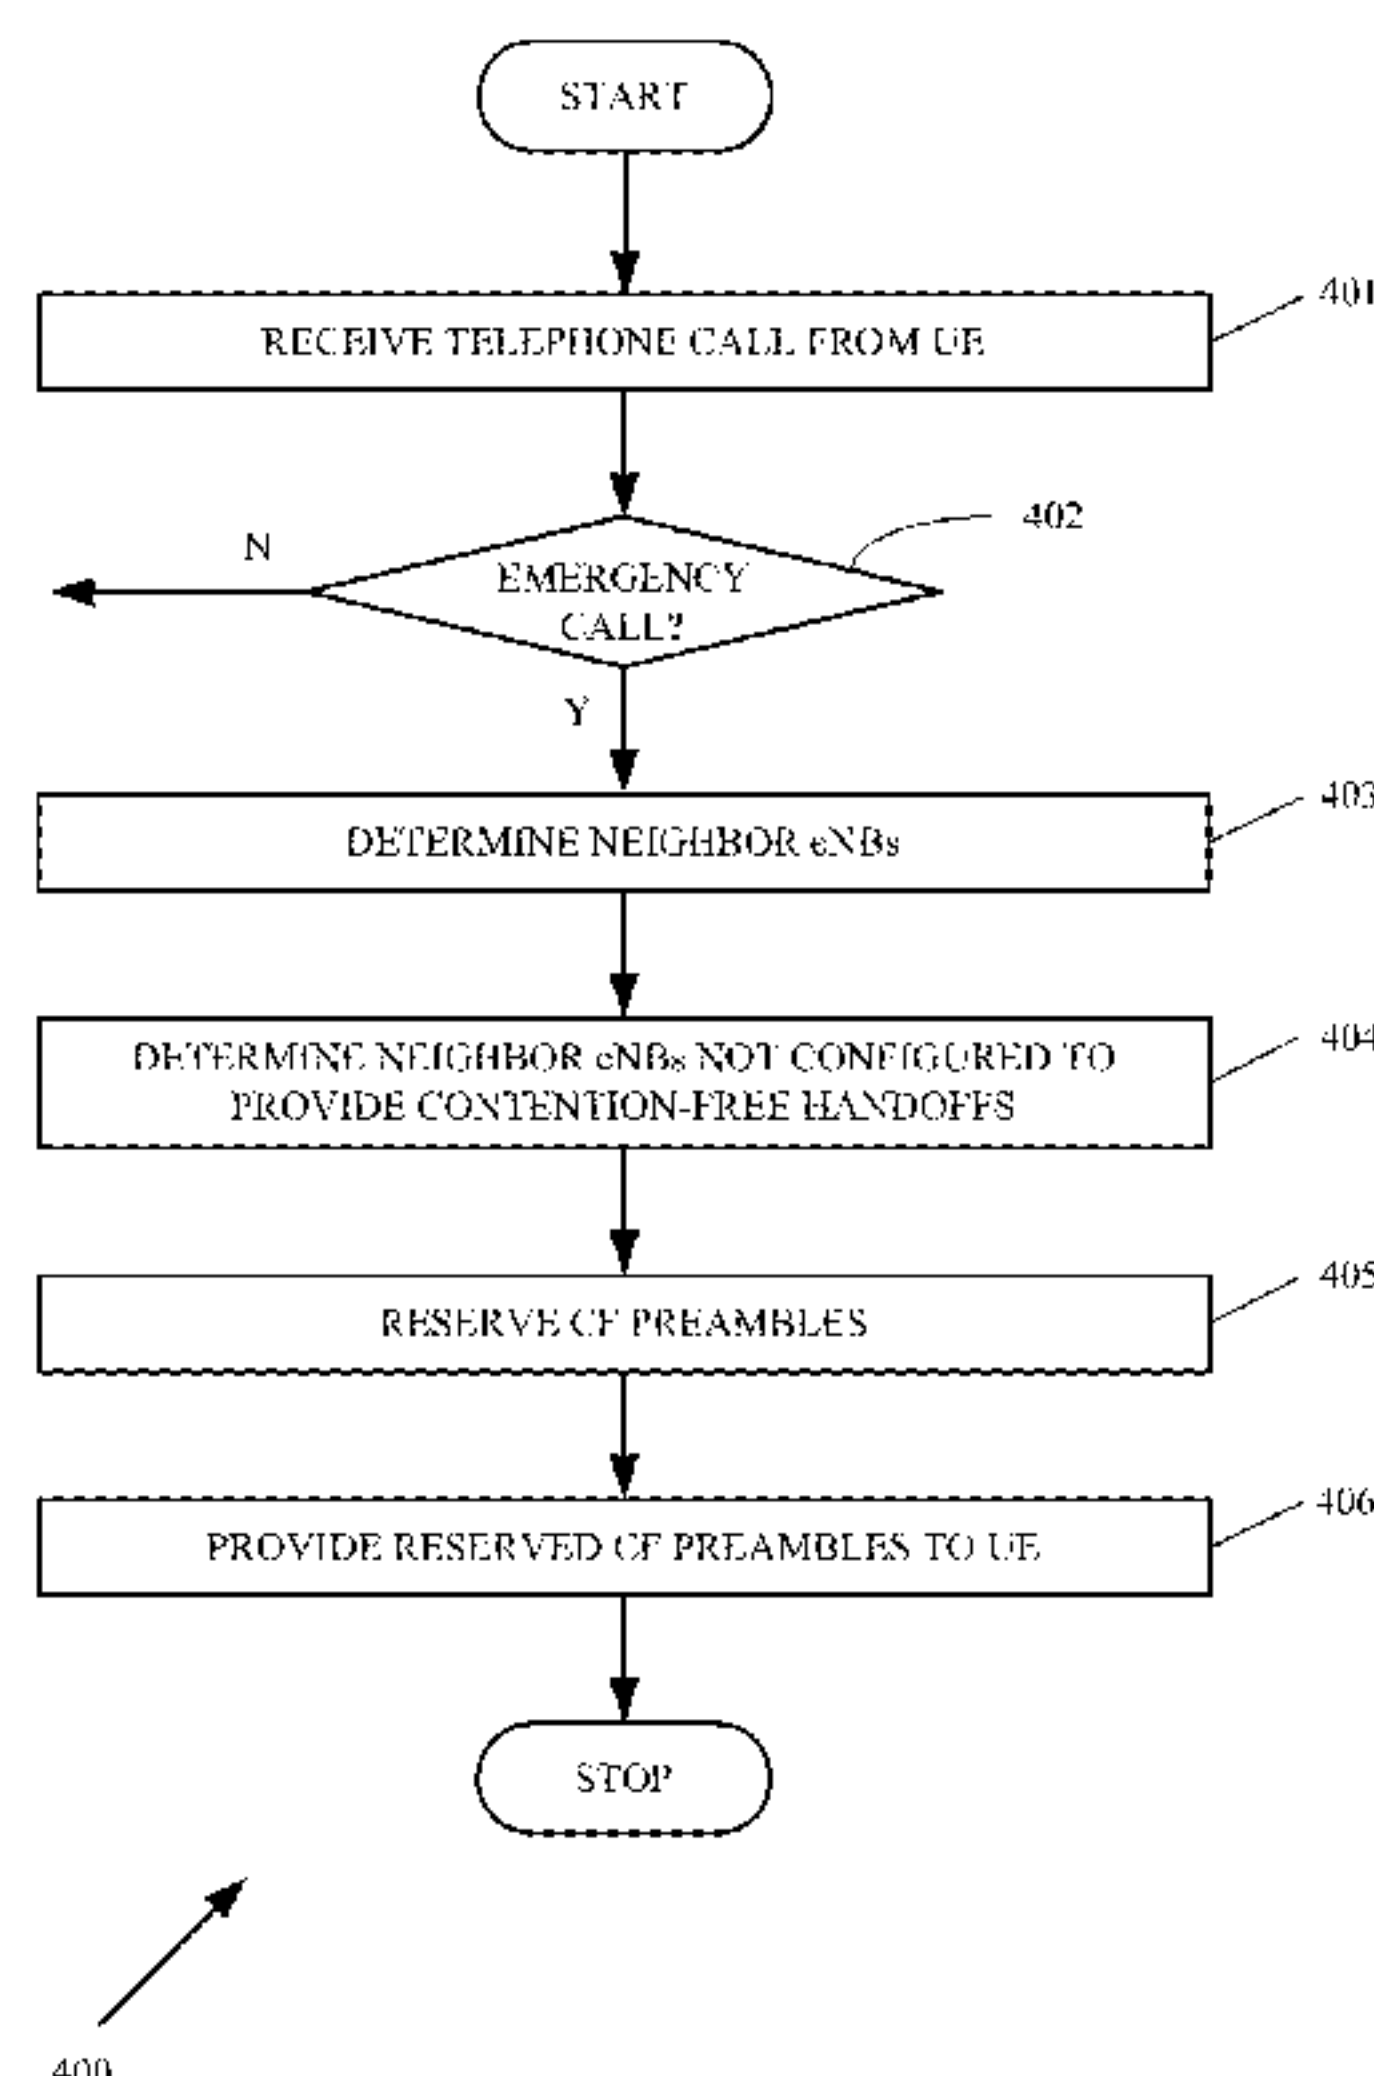 START
RECEIVE TELEPHONE CALL FROM UE
401
EMERGENCY
CALL?
402
N
Y
DETERMINE NEIGHBOR eNBs
403
DETERMINE NEIGHBOR eNBs NOT CONFIGURED TO
PROVIDE CONTENTION-FREE HANDOFFS
404
RESERVE CF PREAMBLES
405
PROVIDE RESERVED CF PREAMBLES TO UE
406
STOP
400